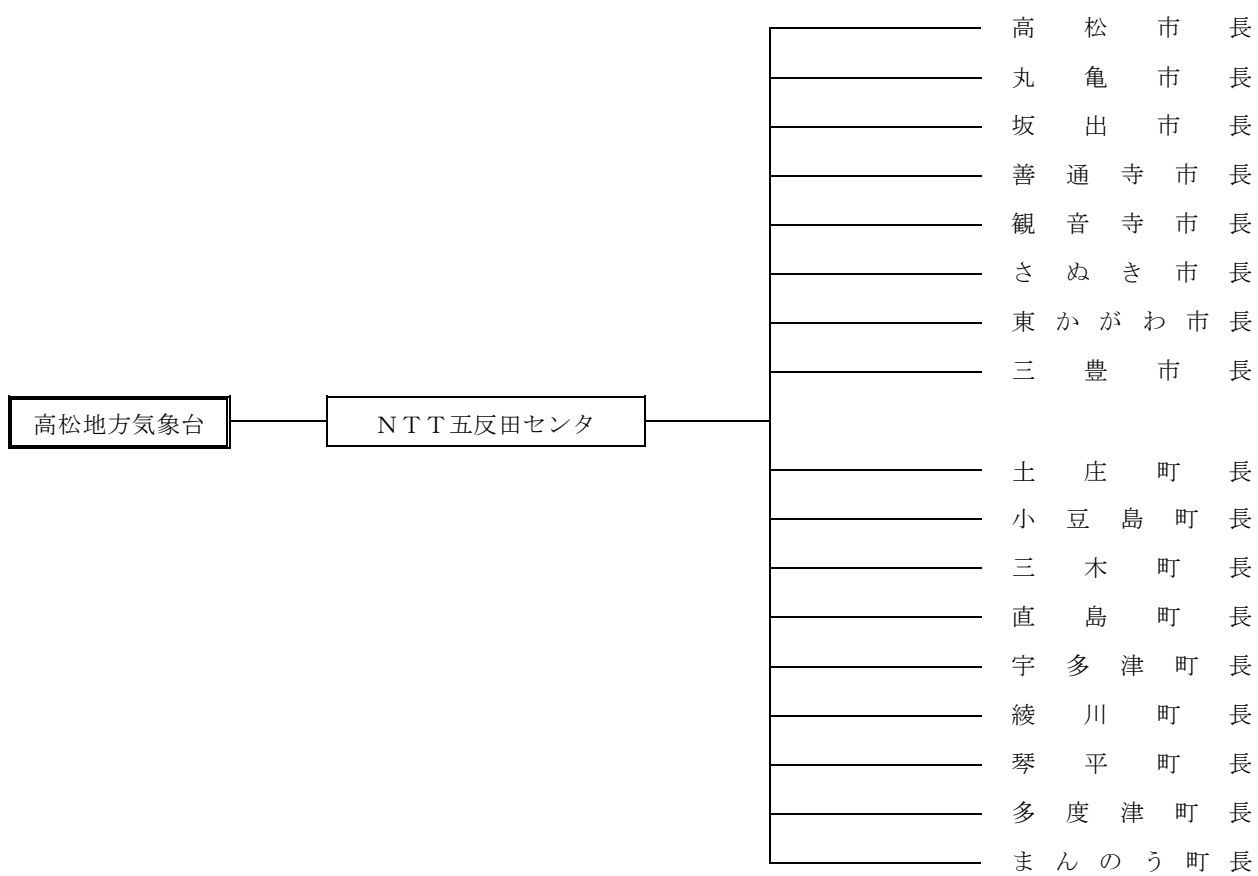 高松市長
丸亀市長
坂出市長
善通寺市長
観音寺市長
さぬき市長
東かがわ市長
三豊市長
高松地方気象台
ＮＴＴ五反田センタ
土庄町長
小豆島町長
三木町長
直島町長
宇多津町長
綾川町長
琴平町長
多度津町長
まんのう町長